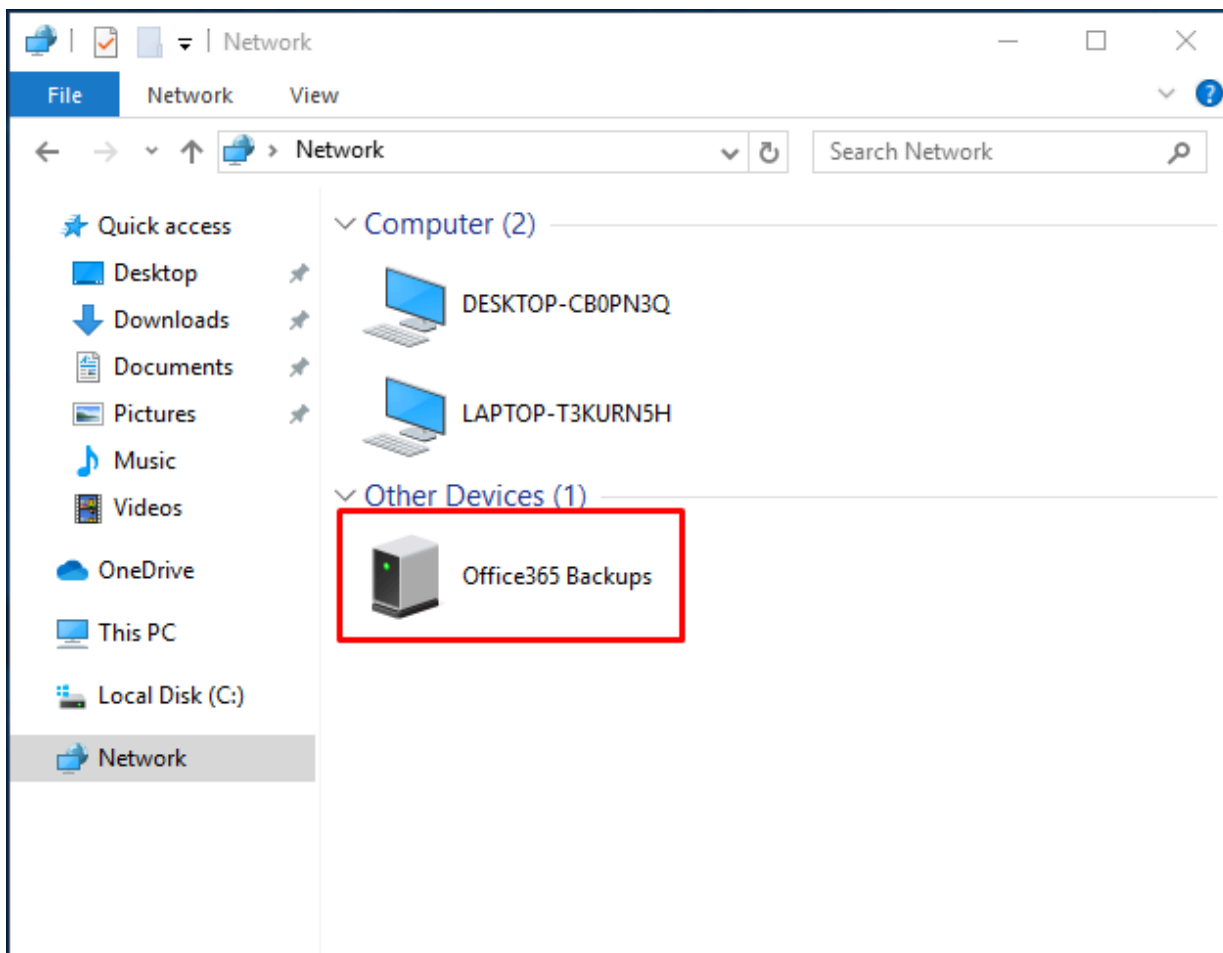 Network
File Network View
Network
Search Network
Quick access
Desktop
Downloads
Documents
Pictures
Music
Videos
OneDrive
This PC
Local Disk (C:)
Network
Computer (2)
DESKTOP-CB0PN3Q
LAPTOP-T3KURN5H
Other Devices (1)
Office365 Backups